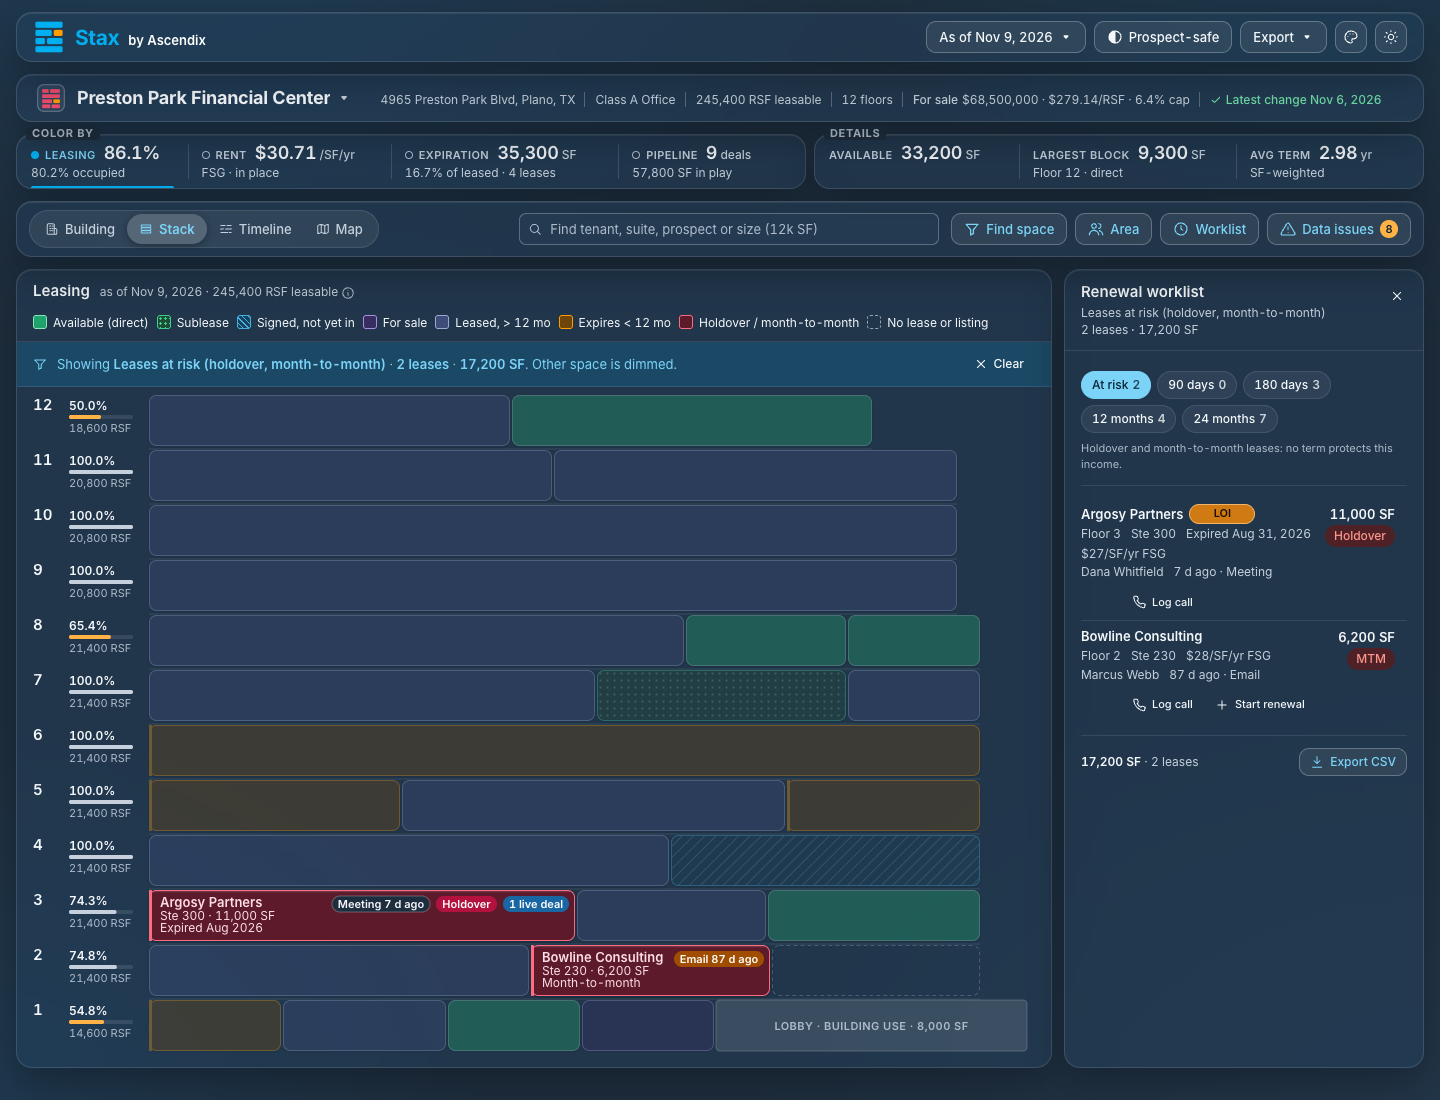 Stax by Ascendix
As of Nov 9, 2026
Prospect-safe
Export
Preston Park Financial Center
4965 Preston Park Blvd, Plano, TX
Class A Office
245,400 RSF leasable
12 floors
For sale $68,500,000 · $279.14/RSF · 6.4% cap
Latest change Nov 6, 2026
COLOR BY
LEASING 86.1%
80.2% occupied
RENT $30.71 /SF/yr
FSG · in place
EXPIRATION 35,300 SF
16.7% of leased · 4 leases
PIPELINE 9 deals
57,800 SF in play
DETAILS
AVAILABLE 33,200 SF
LARGEST BLOCK 9,300 SF
Floor 12 · direct
AVG TERM 2.98 yr
SF-weighted
Building
Stack
Timeline
Map
Find tenant, suite, prospect or size (12k SF)
Find space
Area
Worklist
Data issues 8
Leasing as of Nov 9, 2026 · 245,400 RSF leasable
Available (direct)
Sublease
Signed, not yet in
For sale
Leased, > 12 mo
Expires < 12 mo
Holdover / month-to-month
No lease or listing
Showing Leases at risk (holdover, month-to-month) · 2 leases · 17,200 SF. Other space is dimmed.
Clear
12
50.0%
18,600 RSF
11
100.0%
20,800 RSF
10
100.0%
20,800 RSF
9
100.0%
20,800 RSF
8
65.4%
21,400 RSF
7
100.0%
21,400 RSF
6
100.0%
21,400 RSF
5
100.0%
21,400 RSF
4
100.0%
21,400 RSF
3
74.3%
21,400 RSF
Argosy Partners
Meeting 7 d ago
Holdover
1 live deal
Ste 300 · 11,000 SF
Expired Aug 2026
2
74.8%
21,400 RSF
Bowline Consulting
Email 87 d ago
Ste 230 · 6,200 SF
Month-to-month
1
54.8%
14,600 RSF
LOBBY · BUILDING USE · 8,000 SF
Renewal worklist
Leases at risk (holdover, month-to-month)
2 leases · 17,200 SF
At risk 2
90 days 0
180 days 3
12 months 4
24 months 7
Holdover and month-to-month leases: no term protects this
income.
Argosy Partners LOI 11,000 SF
Floor 3 Ste 300 Expired Aug 31, 2026 Holdover
$27/SF/yr FSG
Dana Whitfield 7 d ago · Meeting
Log call
Bowline Consulting 6,200 SF
Floor 2 Ste 230 $28/SF/yr FSG MTM
Marcus Webb 87 d ago · Email
Log call
Start renewal
17,200 SF · 2 leases
Export CSV